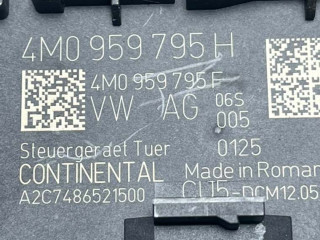 4M0 959 795 H
4M0 959 795 F
VW AG 06S
005
Steuergeraet Tuer 0125
CONTINENTAL Made in Roman
A2C7486521500 CU5-DCM12.05